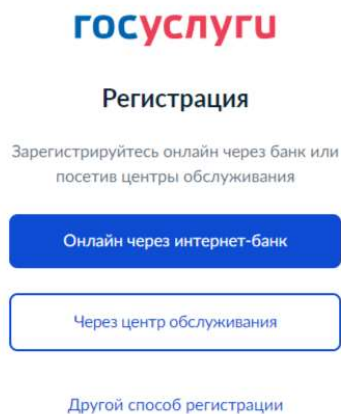 госуслуги
Регистрация
Зарегистрируйтесь онлайн через банк или
посетив центры обслуживания
Онлайн через интернет-банк
Через центр обслуживания
Другой способ регистрации